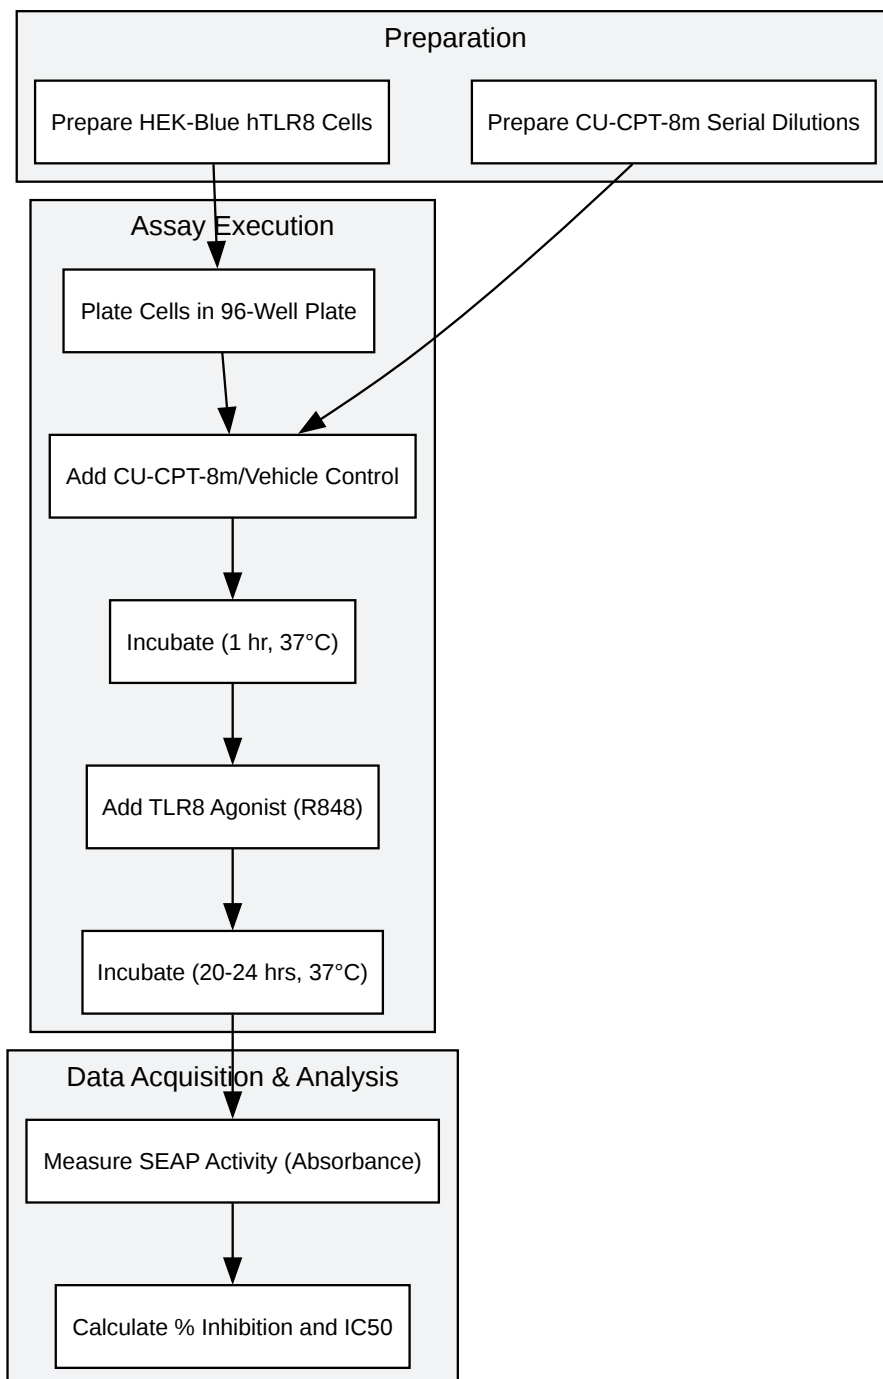 Preparation
Prepare HEK-Blue hTLR8 Cells
Prepare CU-CPT-8m Serial Dilutions
Assay Execution
Plate Cells in 96-Well Plate
Add CU-CPT-8m/Vehicle Control
Incubate (1 hr, 37°C)
Add TLR8 Agonist (R848)
Incubate (20-24 hrs, 37°C)
Data Acquisition & Analysis
Measure SEAP Activity (Absorbance)
Calculate % Inhibition and IC50